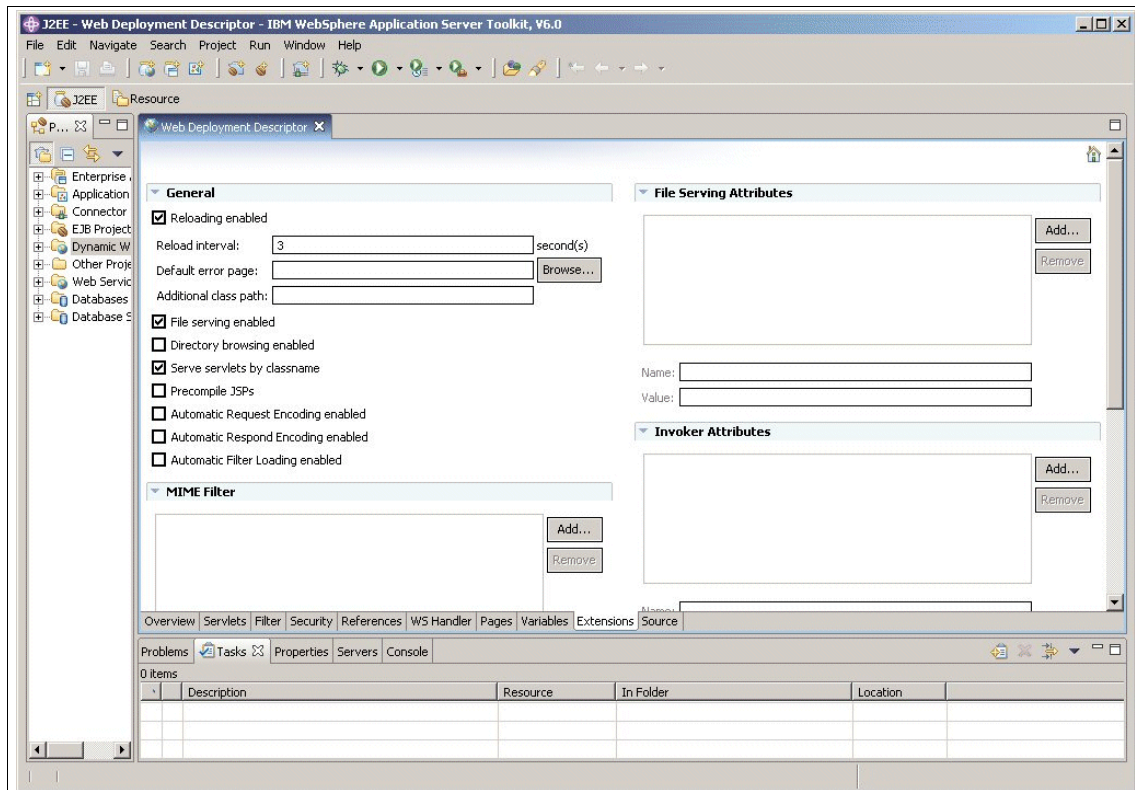 J2EE - Web Deployment Descriptor - IBM WebSphere Application Server Toolkit, V6.0
File Edit Navigate Search Project Run Window Help
J2EE Resource
P...
Web Deployment Descriptor
Enterprise
Application
Connector
EJB Project
Dynamic W
Other Proje
Web Servic
Databases
Database S
General
Reloading enabled
Reload interval: 3 second(s)
Default error page: Browse...
Additional class path:
File serving enabled
Directory browsing enabled
Serve servlets by classname
Precompile JSPs
Automatic Request Encoding enabled
Automatic Respond Encoding enabled
Automatic Filter Loading enabled
MIME Filter
Add...
Remove
File Serving Attributes
Add...
Remove
Name:
Value:
Invoker Attributes
Add...
Remove
Name:
Overview Servlets Filter Security References WS Handler Pages Variables Extensions Source
Problems Tasks Properties Servers Console
0 items
Description Resource In Folder Location